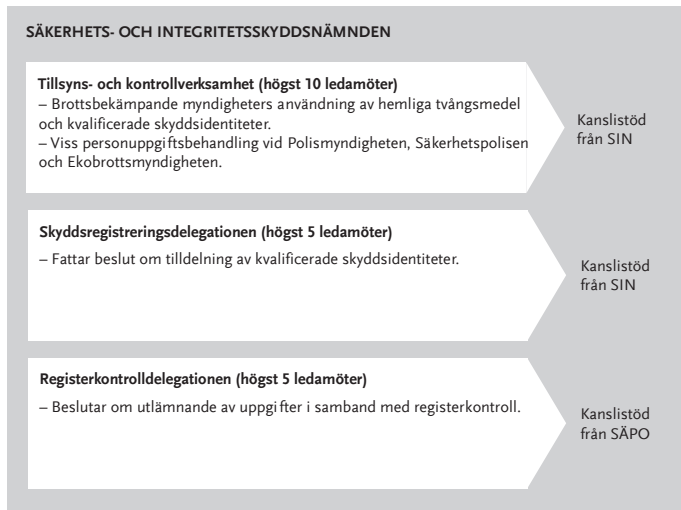 SÄKERHETS- OCH INTEGRITETSSKYDDSNÄMNDEN
Tillsyns- och kontrollverksamhet (högst 10 ledamöter)
– Brottsbekämpande myndigheters användning av hemliga tvångsmedel
och kvalificerade skyddsidentiteter.
– Viss personuppgiftsbehandling vid Polismyndigheten, Säkerhetspolisen
och Ekobrottsmyndigheten.
Kanslistöd
från SIN
Skyddsregistreringsdelegationen (högst 5 ledamöter)
– Fattar beslut om tilldelning av kvalificerade skyddsidentiteter.
Kanslistöd
från SIN
Registerkontrolldelegationen (högst 5 ledamöter)
– Beslutar om utlämnande av uppgifter i samband med registerkontroll.
Kanslistöd
från SÄPO